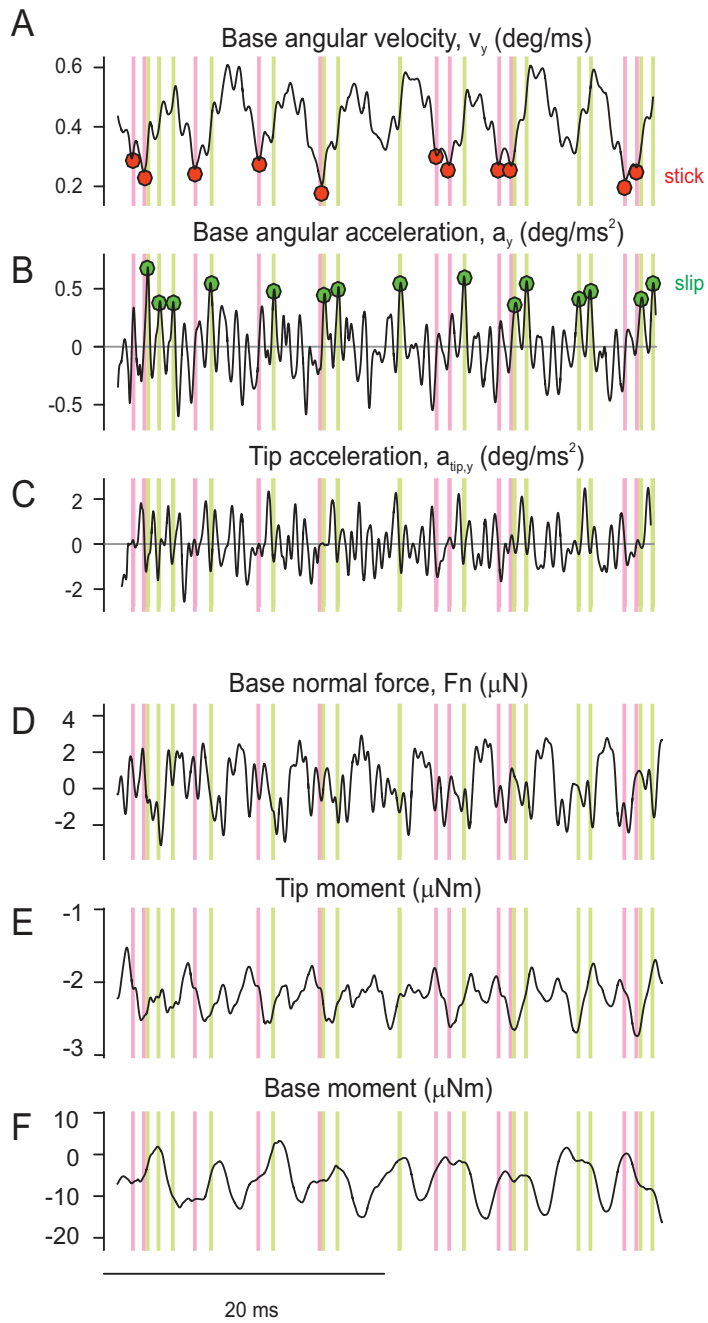 A
Base angular velocity, vy (deg/ms)
0.6
0.4
0.2
stick
Base angular acceleration, ay (deg/ms²)
B
0.5
slip
0
-0.5
Tip acceleration, atip,y (deg/ms²)
C
2
0
-2
Base normal force, Fn (μN)
D
4
2
0
-2
Tip moment (μNm)
E
-1
-2
-3
Base moment (μNm)
F
10
0
-10
-20
20 ms